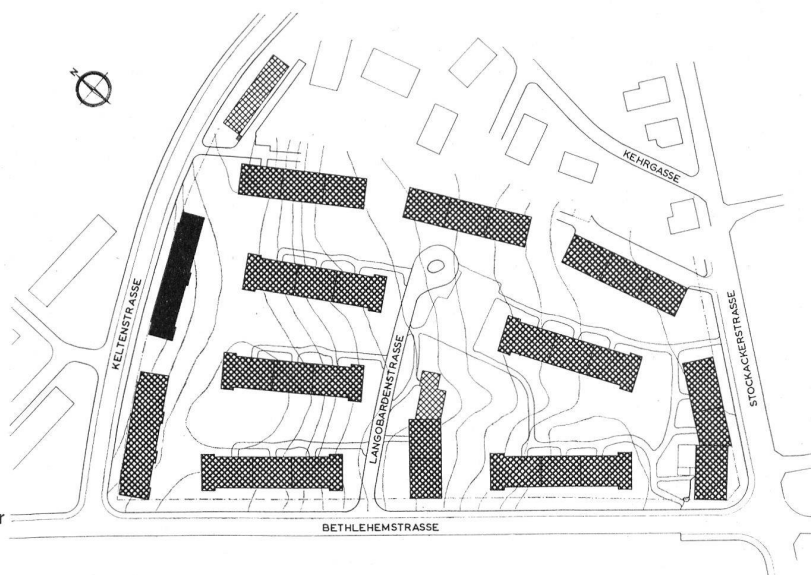 N
KEHRGASSE
KELTENSTRASSE
LANGOBARDENSTRASSE
STOCKACKERSTRASSE
r
BETHLEHEMSTRASSE